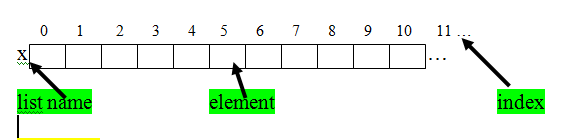 0 1 2 3 4 5 6 7 8 9 10 11 ...
x ...
list name element index